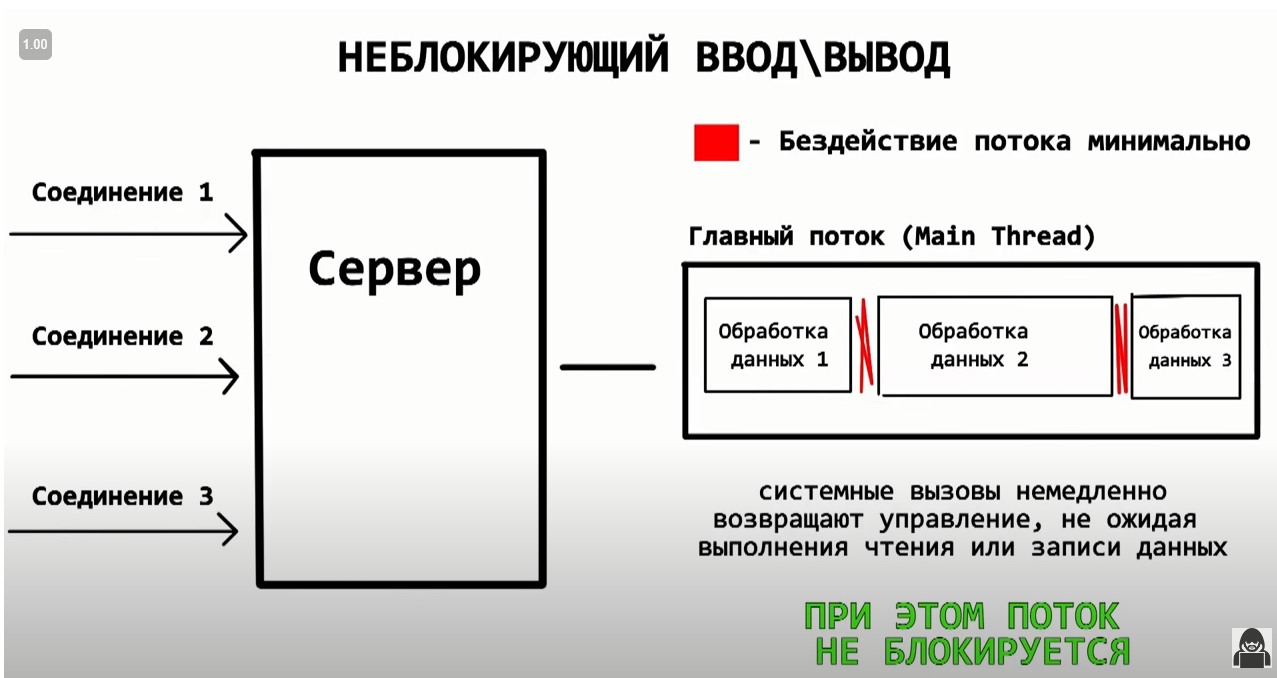 1.00
НЕБЛОКИРУЮЩИЙ ВВОД\ВЫВОД
- Бездействие потока минимально
Соединение 1
Соединение 2
Соединение 3
Сервер
Главный поток (Main Thread)
Обработка
данных 1
Обработка
данных 2
Обработка
данных 3
системные вызовы немедленно
возвращают управление, не ожидая
выполнения чтения или записи данных
ПРИ ЭТОМ ПОТОК
НЕ БЛОКИРУЕТСЯ